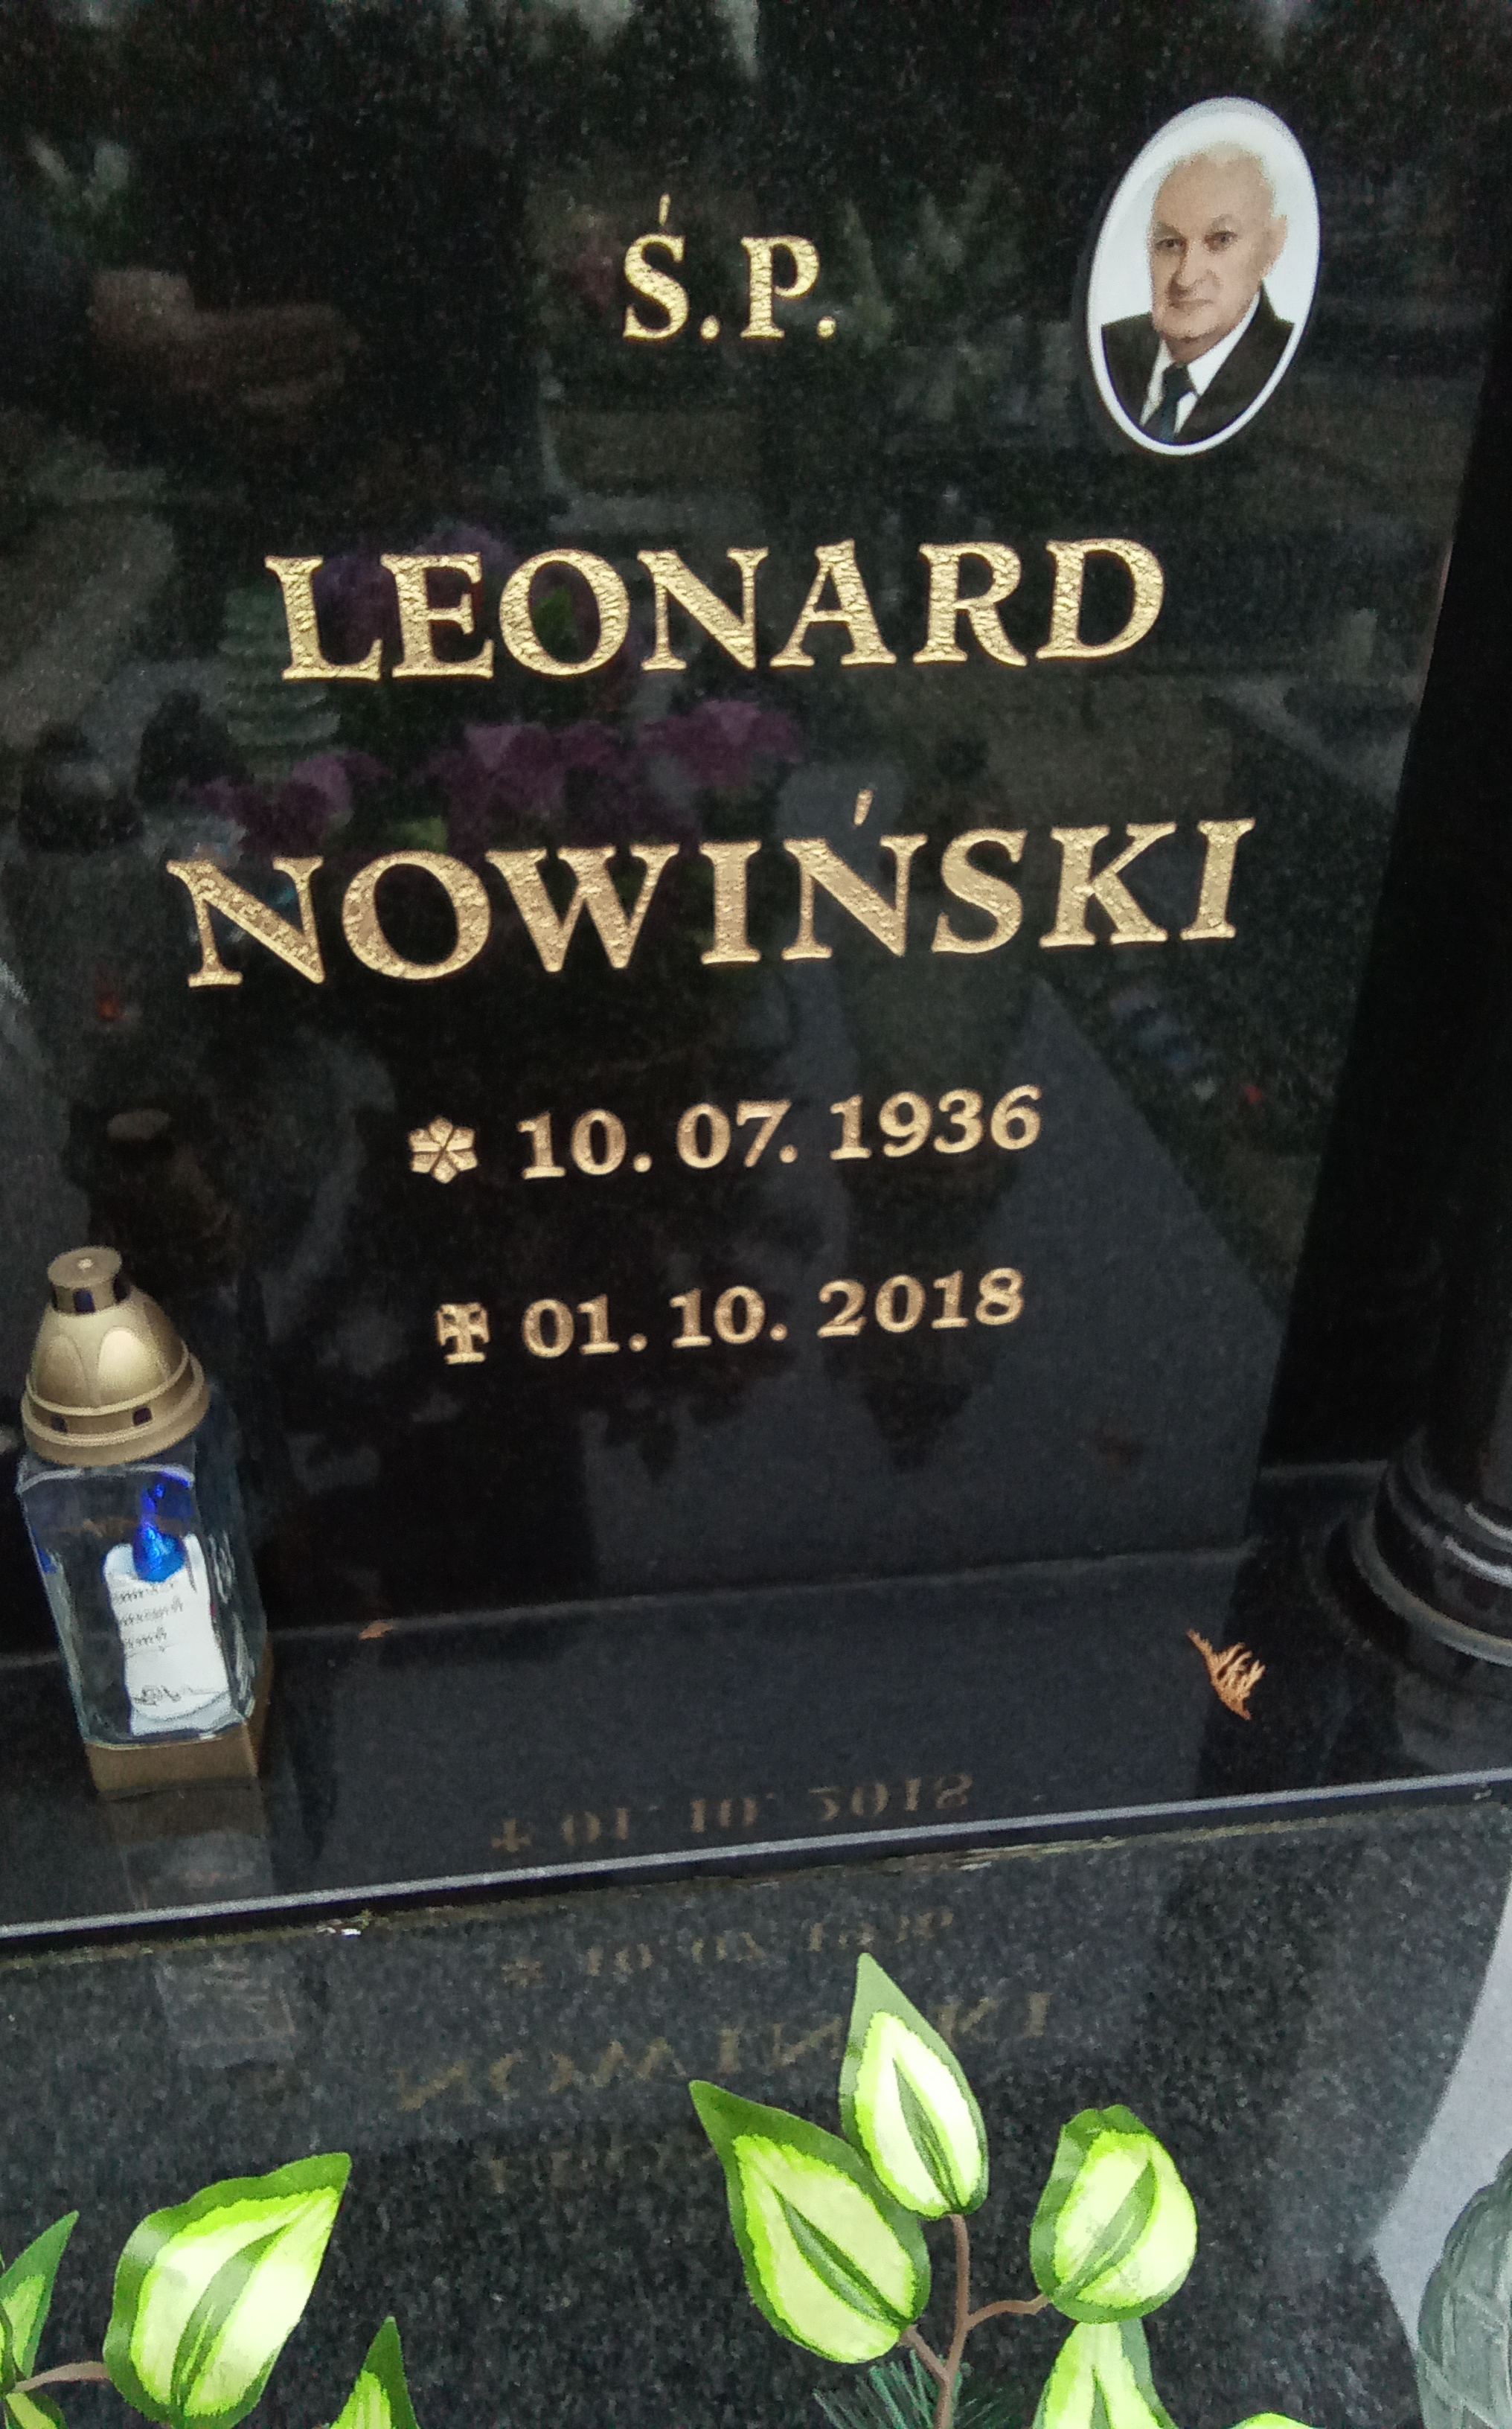 Ś.P.
LEONARD
NOWIŃSKI
* 10. 07. 1936
✠ 01. 10. 2018